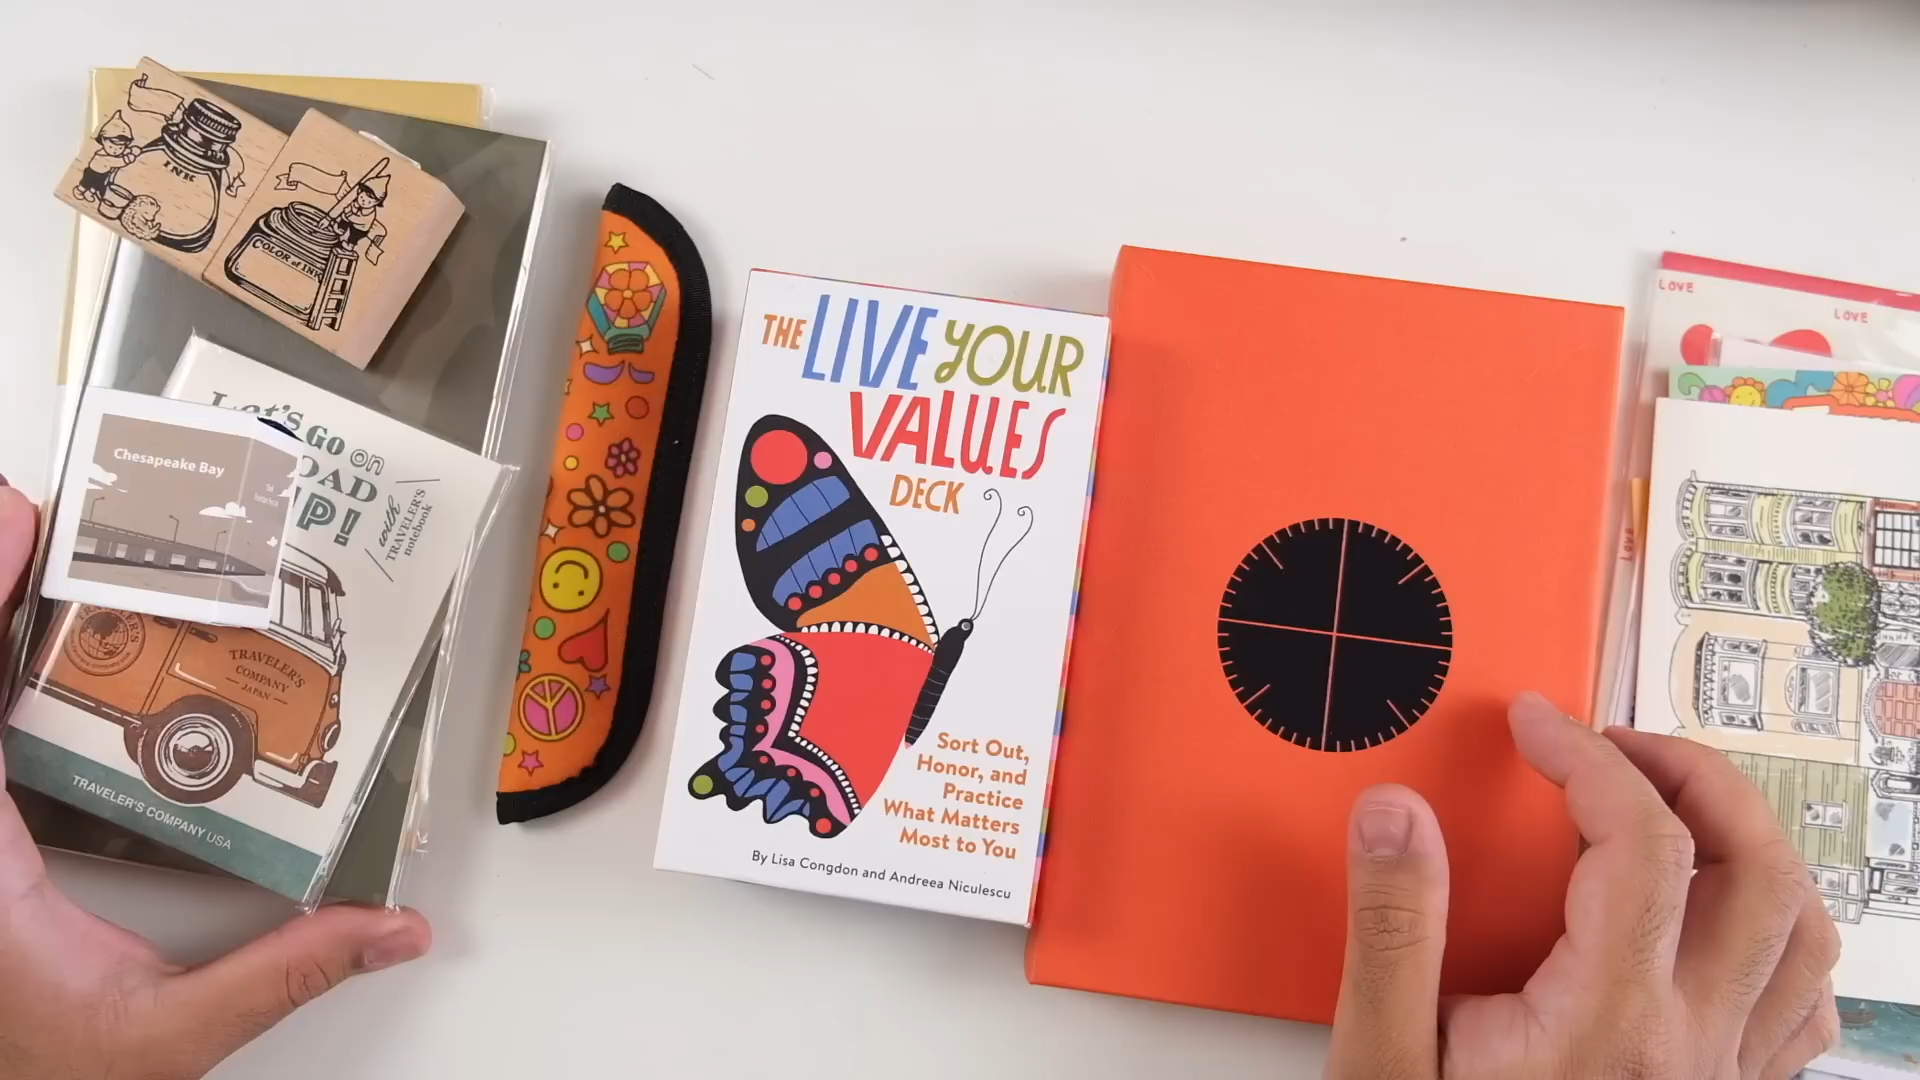 INK
COLOR of INK
Let's GO on
with
TRAVELER'S
notebook
Chesapeake Bay
TRAVELER'S
COMPANY
JAPAN
TRAVELER'S COMPANY USA
THE LIVE YOUR
VALUES
DECK
Sort Out,
Honor, and
Practice
What Matters
Most to You
By Lisa Congdon and Andreea Niculescu
LOVE
LOVE
LOVE